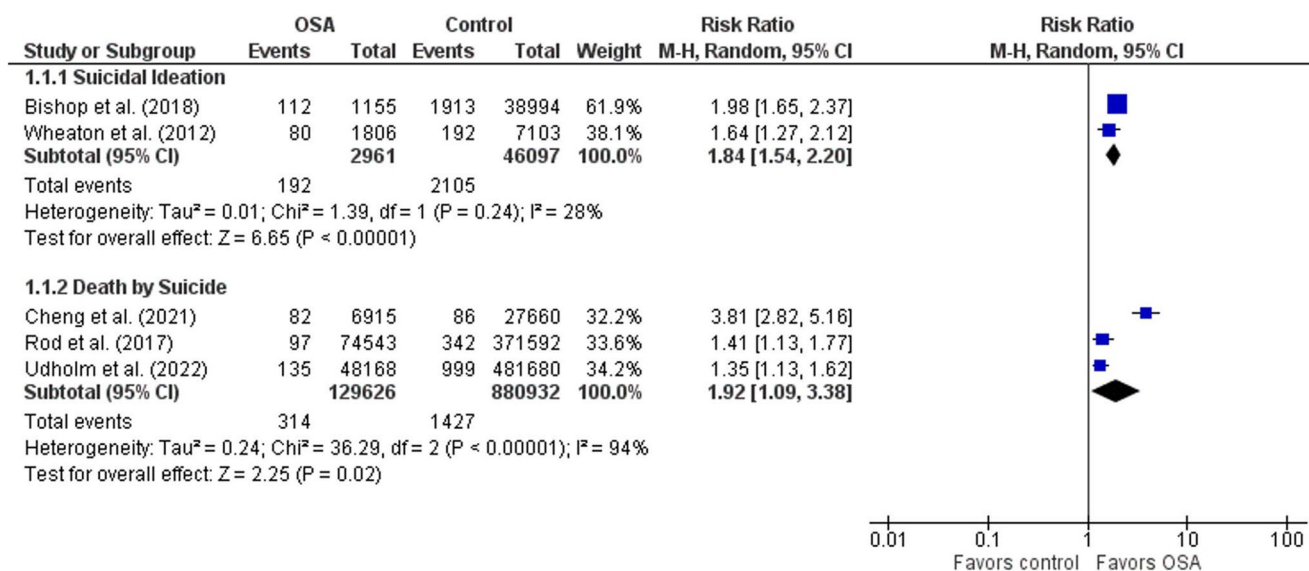 OSA Control Risk Ratio Risk Ratio
Study or Subgroup Events Total Events Total Weight M-H, Random, 95% CI M-H, Random, 95% CI
1.1.1 Suicidal Ideation
Bishop et al. (2018) 112 1155 1913 38994 61.9% 1.98 [1.65, 2.37]
Wheaton et al. (2012) 80 1806 192 7103 38.1% 1.64 [1.27, 2.12]
Subtotal (95% CI) 2961 46097 100.0% 1.84 [1.54, 2.20]
Total events 192 2105
Heterogeneity: Tau² = 0.01; Chi² = 1.39, df = 1 (P = 0.24); I² = 28%
Test for overall effect: Z = 6.65 (P < 0.00001)
1.1.2 Death by Suicide
Cheng et al. (2021) 82 6915 86 27660 32.2% 3.81 [2.82, 5.16]
Rod et al. (2017) 97 74543 342 371592 33.6% 1.41 [1.13, 1.77]
Udholm et al. (2022) 135 48168 999 481680 34.2% 1.35 [1.13, 1.62]
Subtotal (95% CI) 129626 880932 100.0% 1.92 [1.09, 3.38]
Total events 314 1427
Heterogeneity: Tau² = 0.24; Chi² = 36.29, df = 2 (P < 0.00001); I² = 94%
Test for overall effect: Z = 2.25 (P = 0.02)
0.01 0.1 1 10 100
Favors control Favors OSA